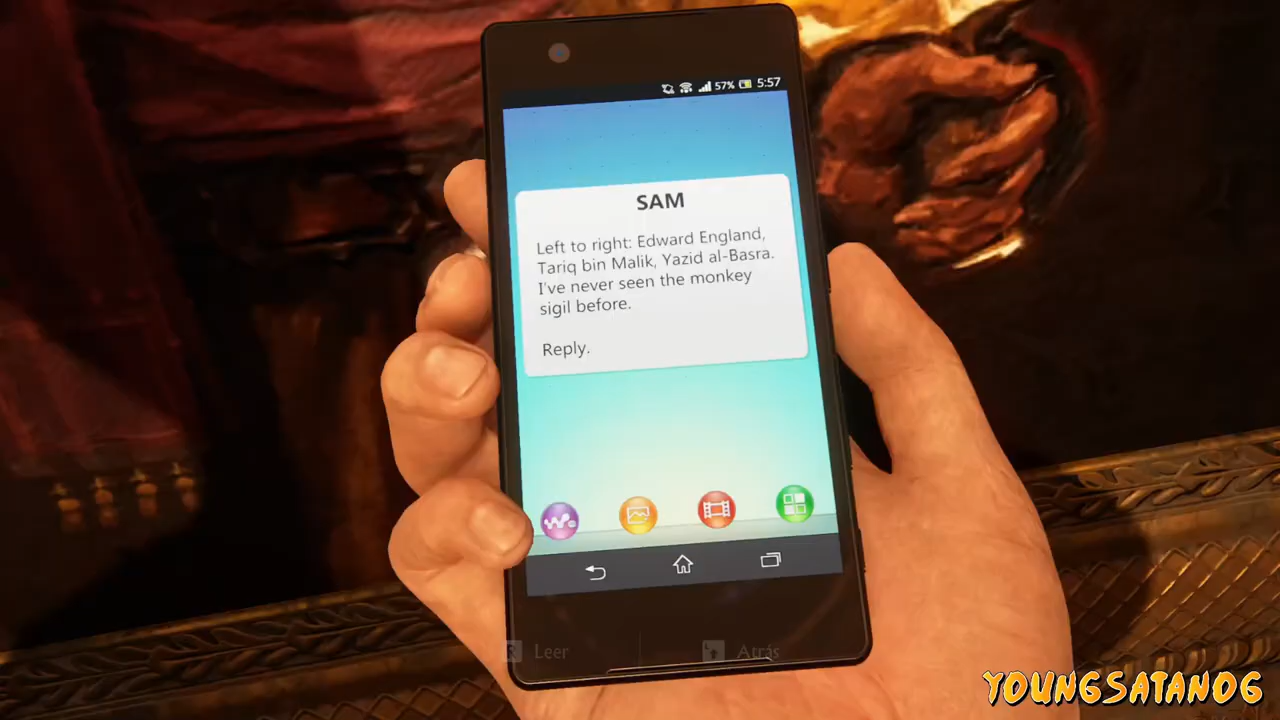 57% 5:57
SAM
Left to right: Edward England,
Tariq bin Malik, Yazid al-Basra.
I've never seen the monkey
sigil before.
Reply.
Leer Atrás
YOUNGSATAN06